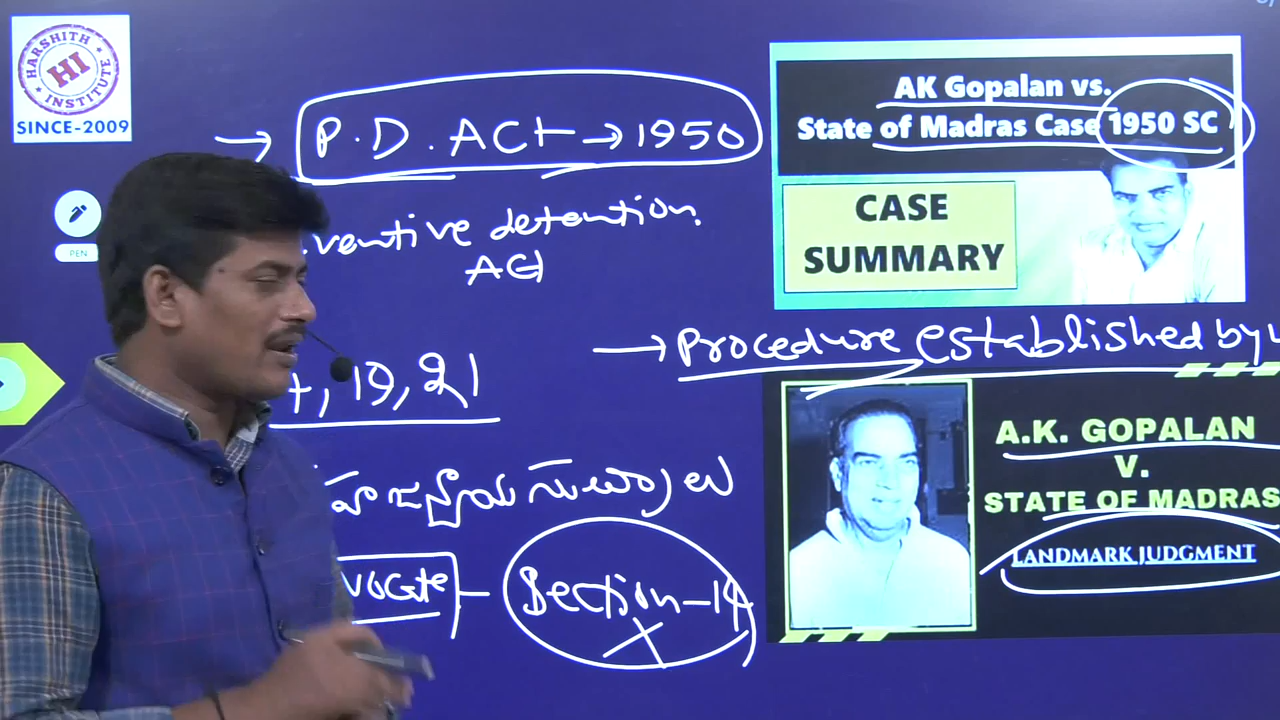 HARSHITH
HI
INSTITUTE
SINCE-2009
P.D. ACt → 1950
ventive detention
Act
PEN
, 19, 21
AK Gopalan vs.
State of Madras Case 1950 SC
CASE
SUMMARY
→ Procedure established by
A.K. GOPALAN
V.
STATE OF MADRAS
LANDMARK JUDGMENT
vocate
Section-14